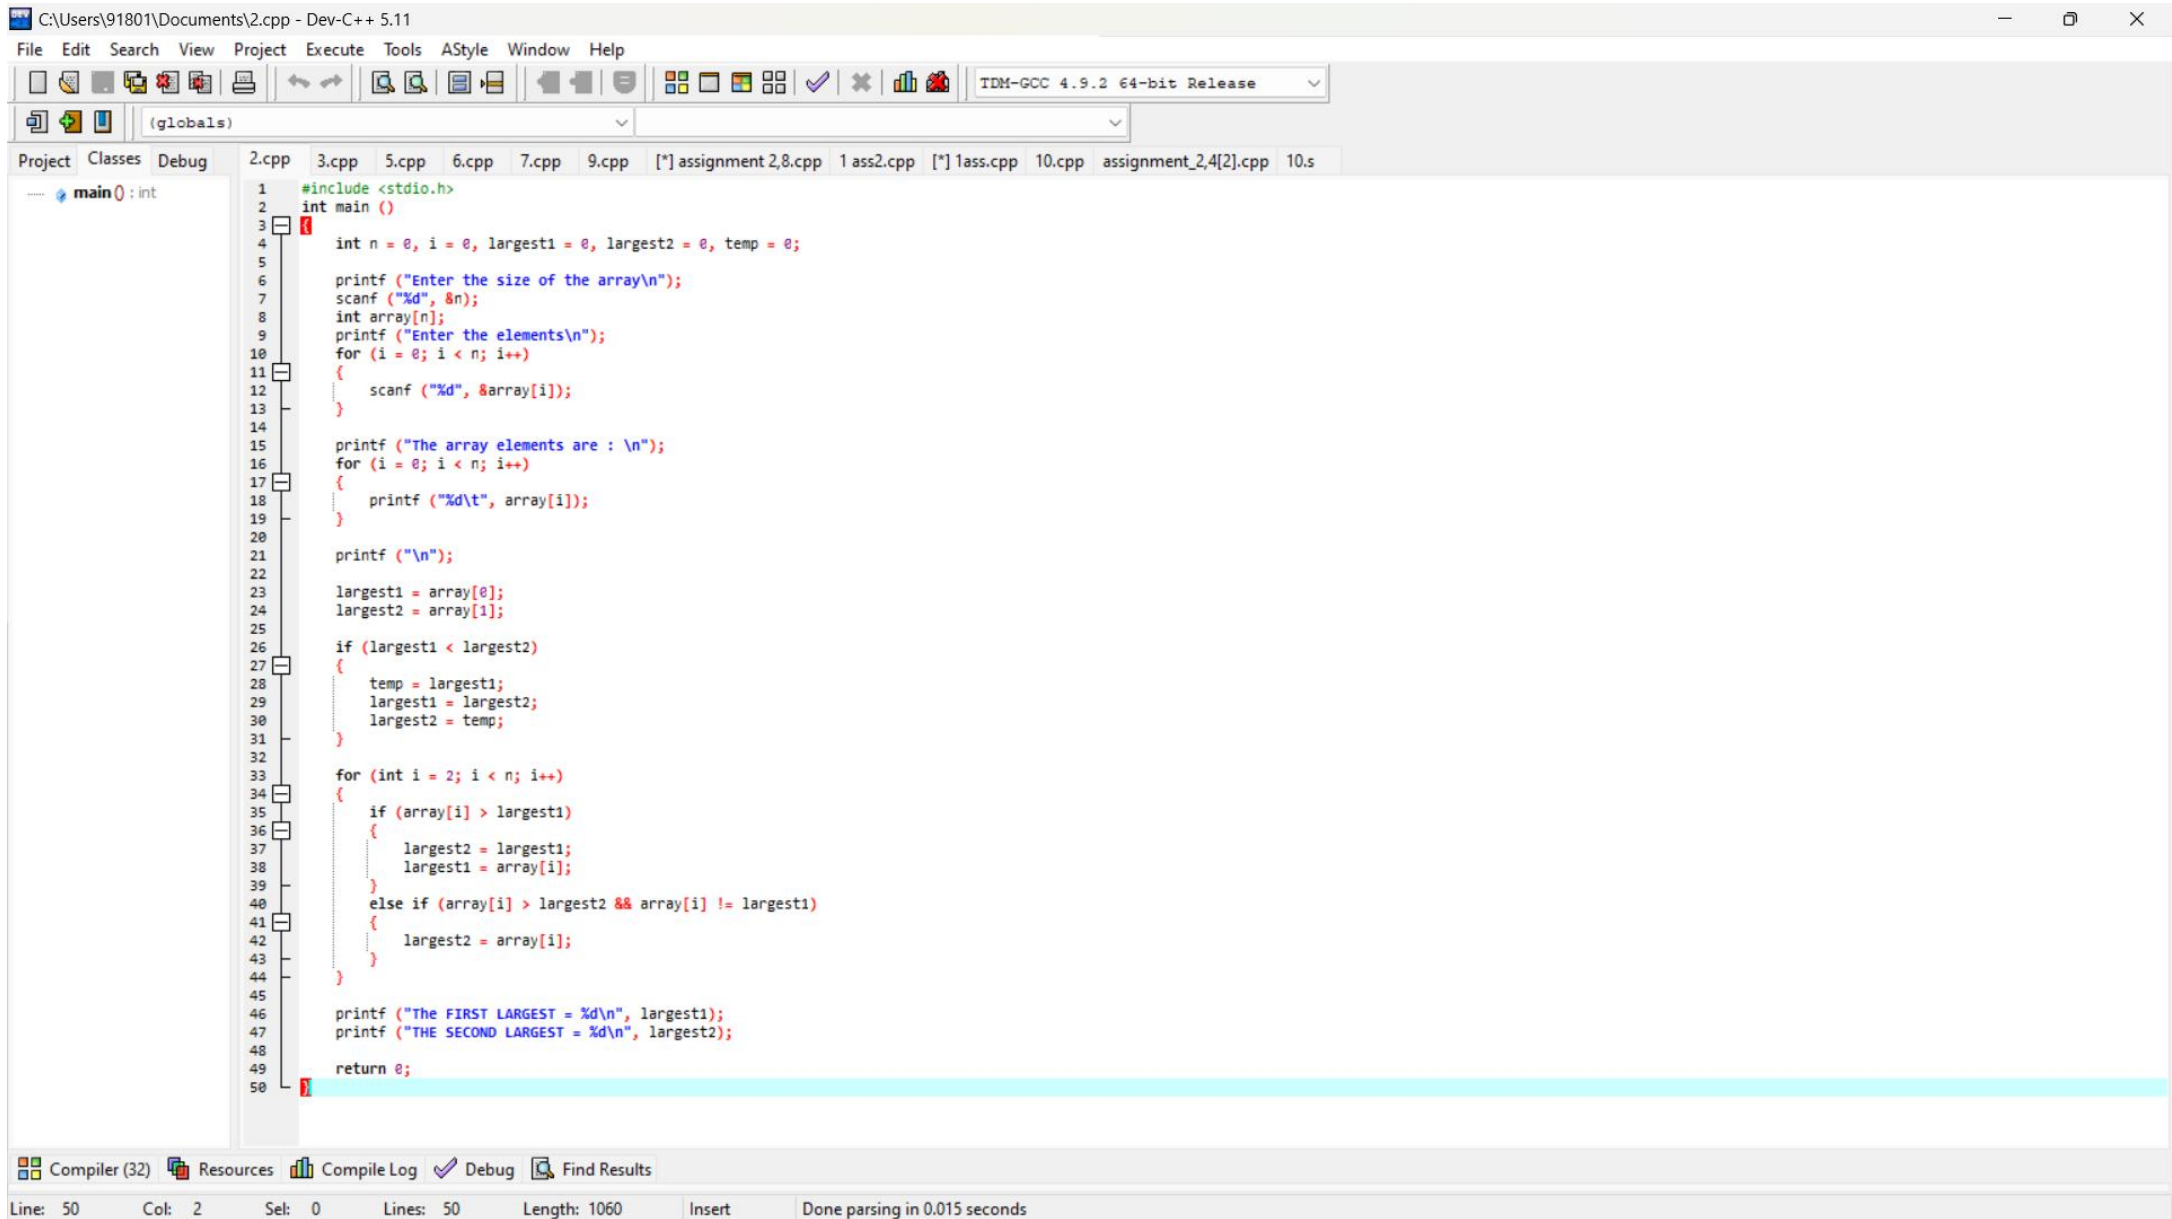 C:\Users\91801\Documents\2.cpp - Dev-C++ 5.11
File Edit Search View Project Execute Tools AStyle Window Help
TDM-GCC 4.9.2 64-bit Release
(globals)
Project Classes Debug
2.cpp 3.cpp 5.cpp 6.cpp 7.cpp 9.cpp [*] assignment 2,8.cpp 1 ass2.cpp [*] 1ass.cpp 10.cpp assignment_2,4[2].cpp 10.s
main () : int
1 #include <stdio.h>
2 int main ()
3 {
4 int n = 0, i = 0, largest1 = 0, largest2 = 0, temp = 0;
5
6 printf ("Enter the size of the array\n");
7 scanf ("%d", &n);
8 int array[n];
9 printf ("Enter the elements\n");
10 for (i = 0; i < n; i++)
11 {
12 scanf ("%d", &array[i]);
13 }
14
15 printf ("The array elements are : \n");
16 for (i = 0; i < n; i++)
17 {
18 printf ("%d\t", array[i]);
19 }
20
21 printf ("\n");
22
23 largest1 = array[0];
24 largest2 = array[1];
25
26 if (largest1 < largest2)
27 {
28 temp = largest1;
29 largest1 = largest2;
30 largest2 = temp;
31 }
32
33 for (int i = 2; i < n; i++)
34 {
35 if (array[i] > largest1)
36 {
37 largest2 = largest1;
38 largest1 = array[i];
39 }
40 else if (array[i] > largest2 && array[i] != largest1)
41 {
42 largest2 = array[i];
43 }
44 }
45
46 printf ("The FIRST LARGEST = %d\n", largest1);
47 printf ("THE SECOND LARGEST = %d\n", largest2);
48
49 return 0;
50 }
Compiler (32) Resources Compile Log Debug Find Results
Line: 50 Col: 2 Sel: 0 Lines: 50 Length: 1060 Insert Done parsing in 0.015 seconds